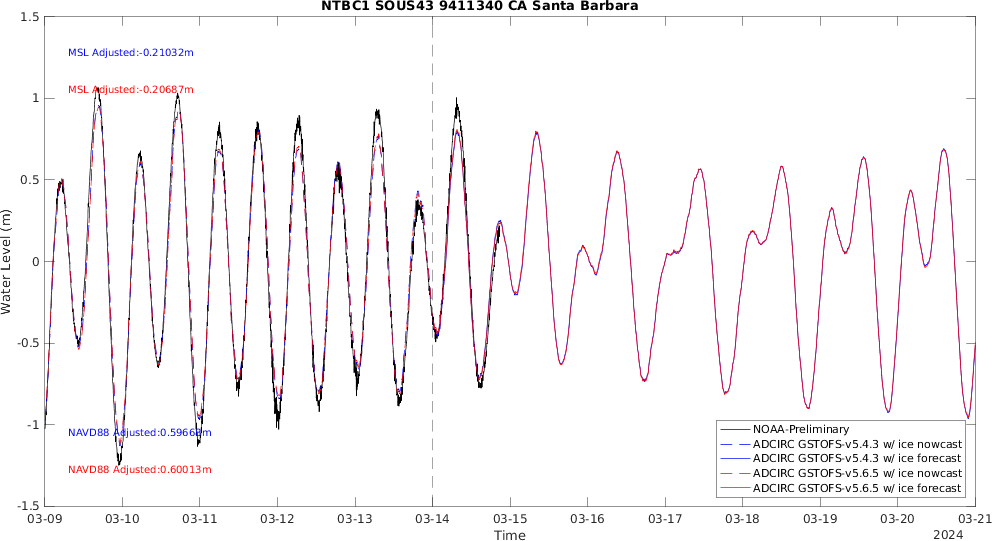 NTBC1 SOUS43 9411340 CA Santa Barbara
1.5
1
0.5
0
-0.5
-1
-1.5
Water Level (m)
MSL Adjusted:-0.21032m
MSL Adjusted:-0.20687m
NAVD88 Adjusted:0.59662m
NAVD88 Adjusted:0.60013m
NOAA-Preliminary
ADCIRC GSTOFS-v5.4.3 w/ ice nowcast
ADCIRC GSTOFS-v5.4.3 w/ ice forecast
ADCIRC GSTOFS-v5.6.5 w/ ice nowcast
ADCIRC GSTOFS-v5.6.5 w/ ice forecast
03-09 03-10 03-11 03-12 03-13 03-14 03-15 03-16 03-17 03-18 03-19 03-20 03-21
Time
2024